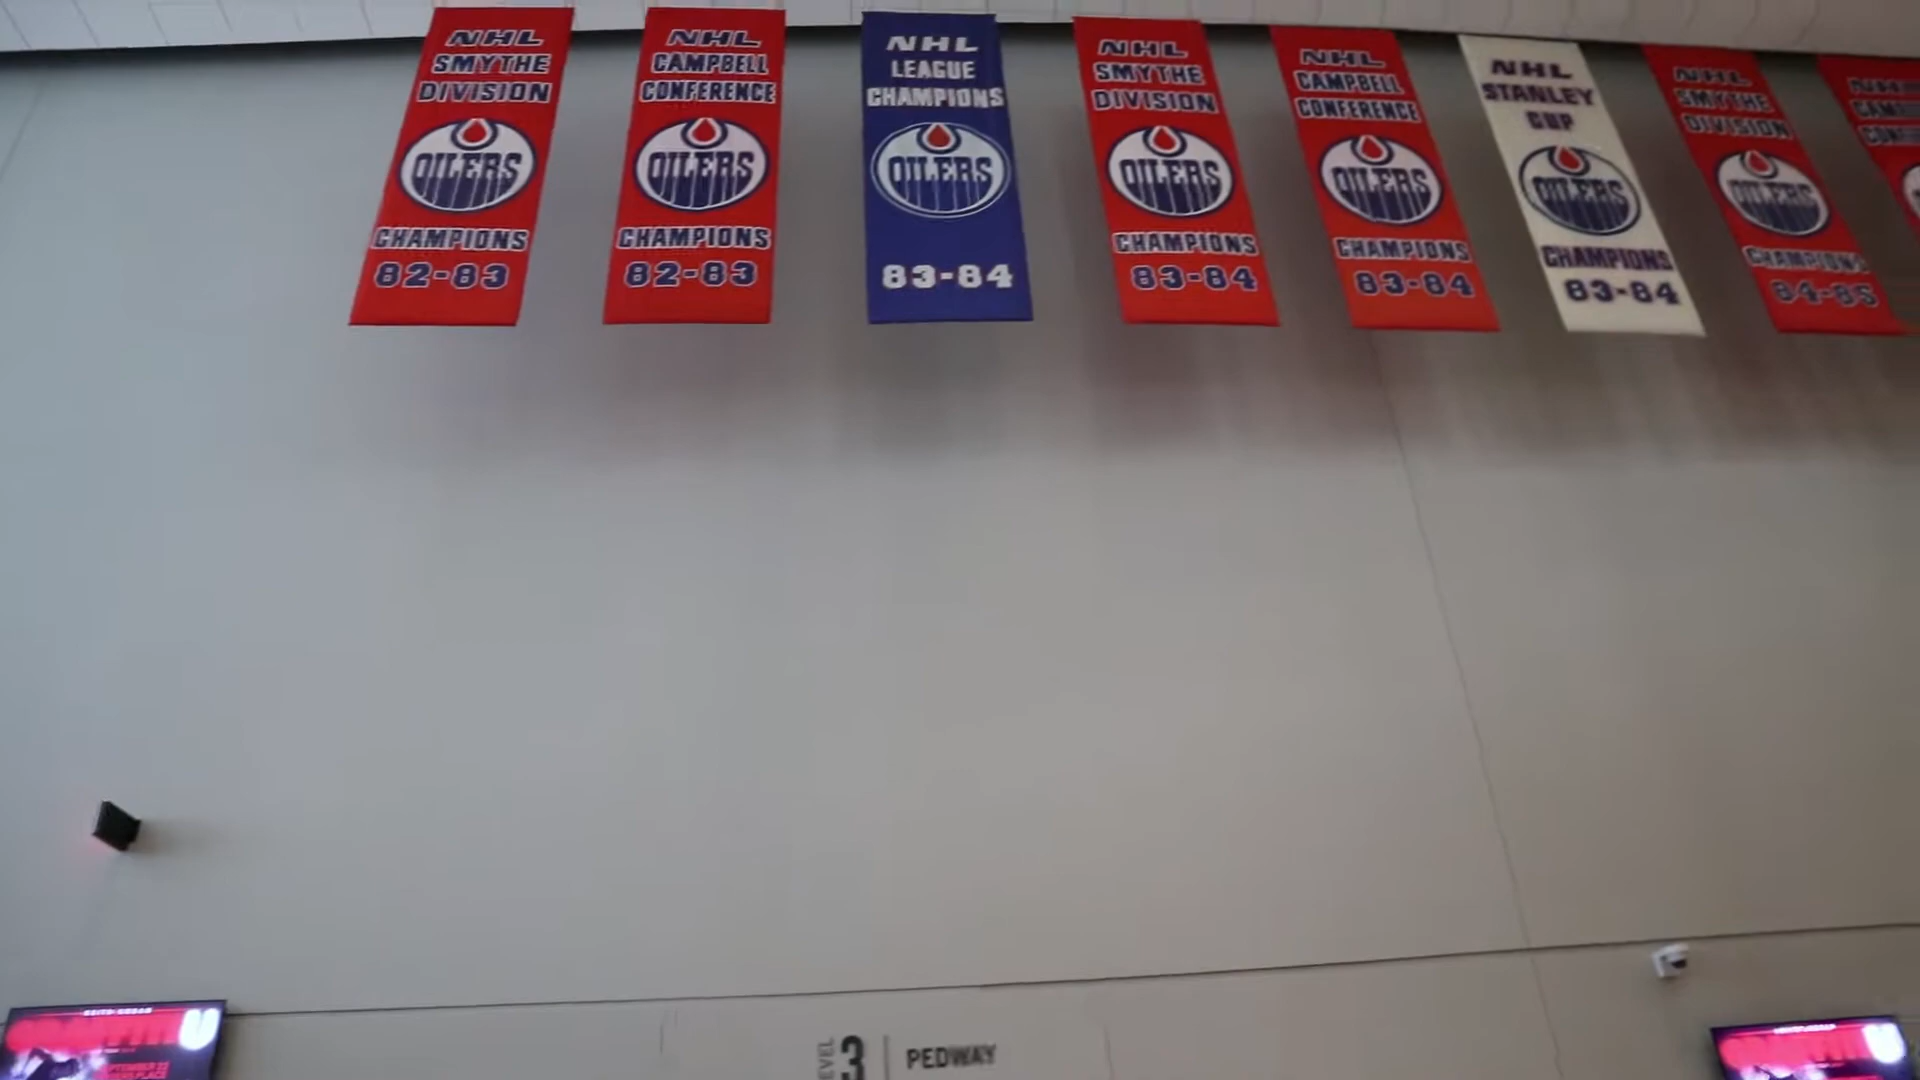 NHL
SMYTHE
DIVISION
OILERS
CHAMPIONS
82-83
NHL
CAMPBELL
CONFERENCE
OILERS
CHAMPIONS
82-83
NHL
LEAGUE
CHAMPIONS
OILERS
83-84
NHL
SMYTHE
DIVISION
OILERS
CHAMPIONS
83-84
NHL
CAMPBELL
CONFERENCE
OILERS
CHAMPIONS
83-84
NHL
STANLEY
CUP
OILERS
CHAMPIONS
83-84
NHL
SMYTHE
DIVISION
OILERS
CHAMPIONS
84-85
LEVEL
3
PEDWAY